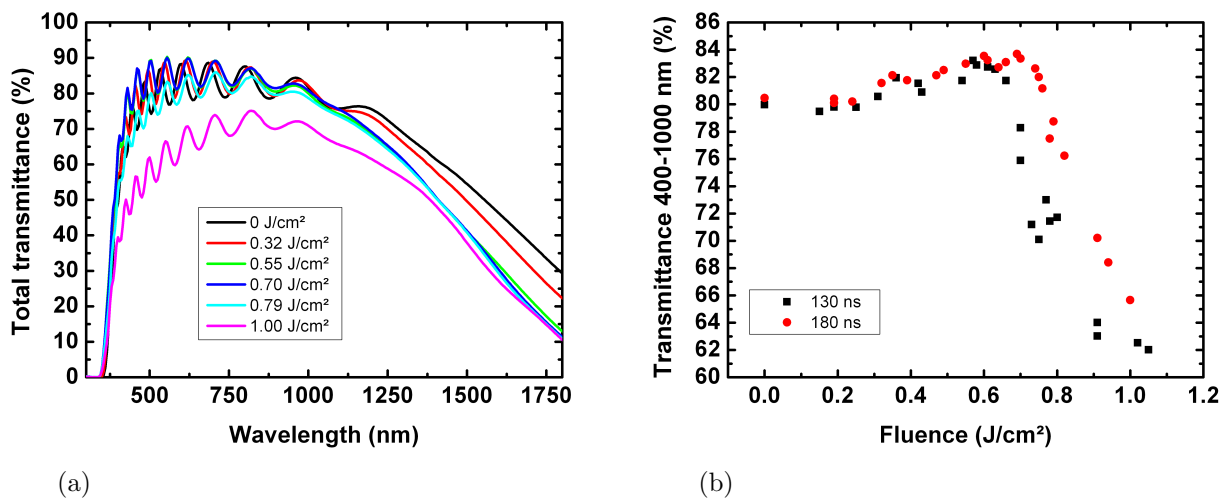 Total transmittance (%)
100
90
80
70
60
50
40
30
20
10
0
0 J/cm²
0.32 J/cm²
0.55 J/cm²
0.70 J/cm²
0.79 J/cm²
1.00 J/cm²
500 750 1000 1250 1500 1750
Wavelength (nm)
(a)
Transmittance 400-1000 nm (%)
86
84
82
80
78
76
74
72
70
68
66
64
62
60
130 ns
180 ns
0.0 0.2 0.4 0.6 0.8 1.0 1.2
Fluence (J/cm²)
(b)